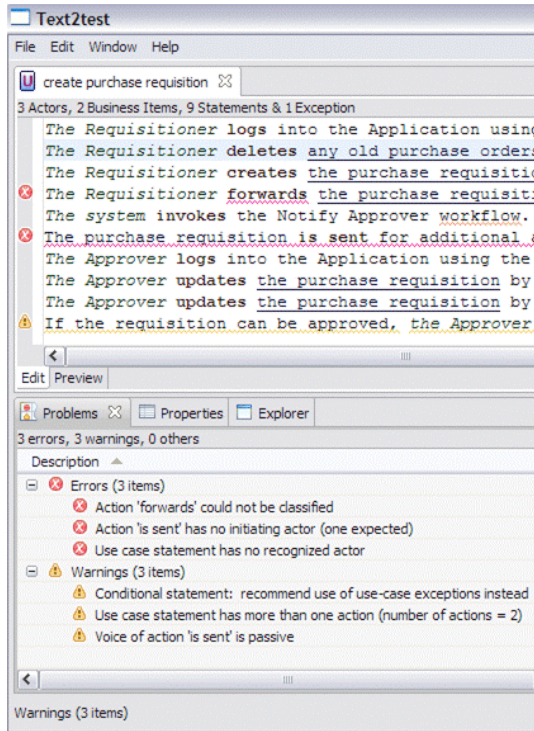 Text2test
File Edit Window Help
create purchase requisition
3 Actors, 2 Business Items, 9 Statements & 1 Exception
The Requisitioner logs into the Application using
The Requisitioner deletes any old purchase orders
The Requisitioner creates the purchase requisitio
The Requisitioner forwards the purchase requisiti
The system invokes the Notify Approver workflow.
The purchase requisition is sent for additional a
The Approver logs into the Application using the
The Approver updates the purchase requisition by
The Approver updates the purchase requisition by
If the requisition can be approved, the Approver
Edit Preview
Problems Properties Explorer
3 errors, 3 warnings, 0 others
Description
Errors (3 items)
Action 'forwards' could not be classified
Action 'is sent' has no initiating actor (one expected)
Use case statement has no recognized actor
Warnings (3 items)
Conditional statement: recommend use of use-case exceptions instead
Use case statement has more than one action (number of actions = 2)
Voice of action 'is sent' is passive
Warnings (3 items)